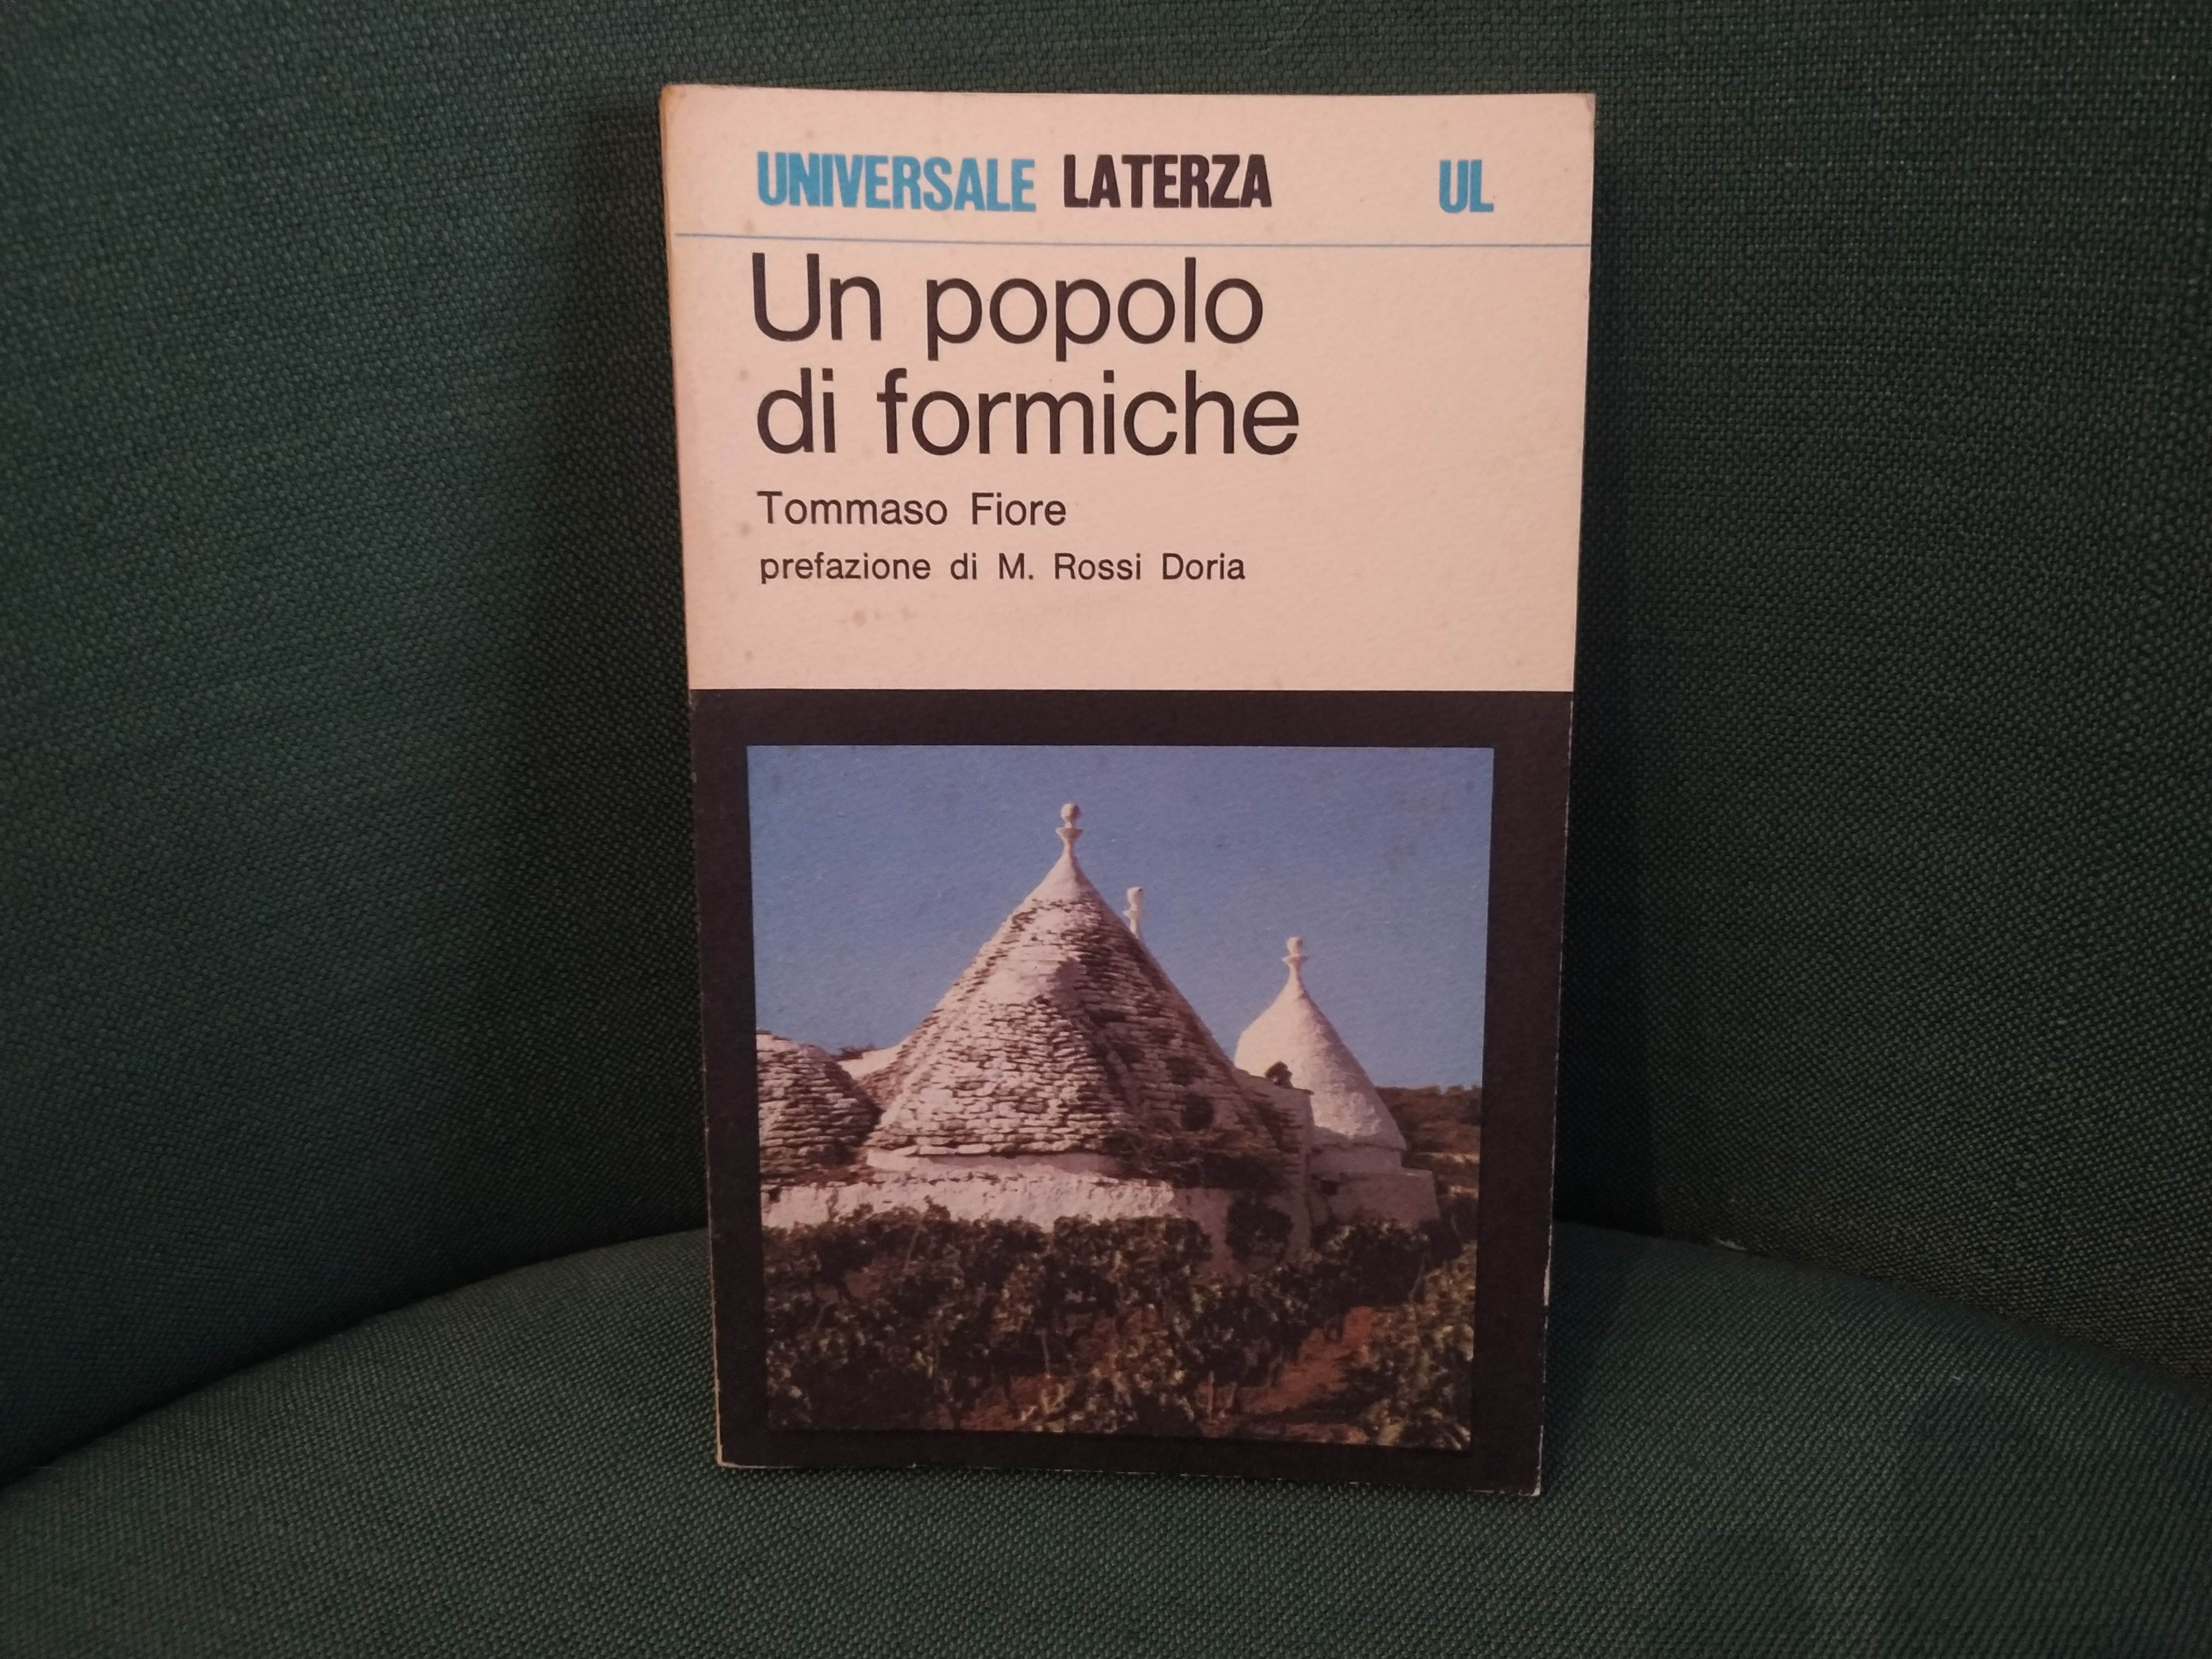 UNIVERSALE LATERZA UL
Un popolo
di formiche
Tommaso Fiore
prefazione di M. Rossi Doria